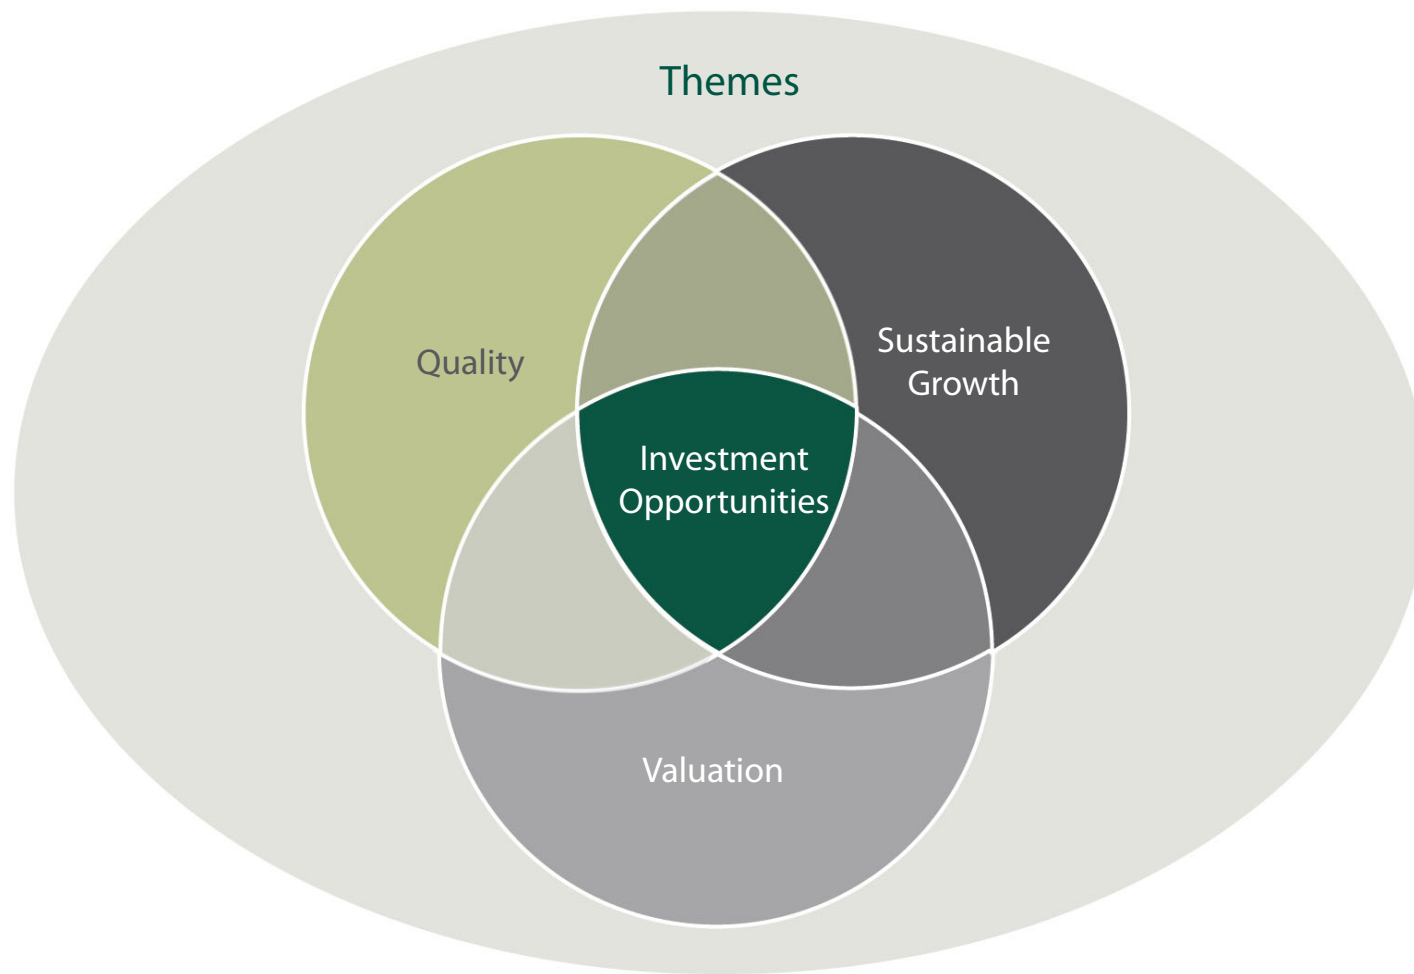 Themes
Quality
Sustainable
Growth
Investment
Opportunities
Valuation